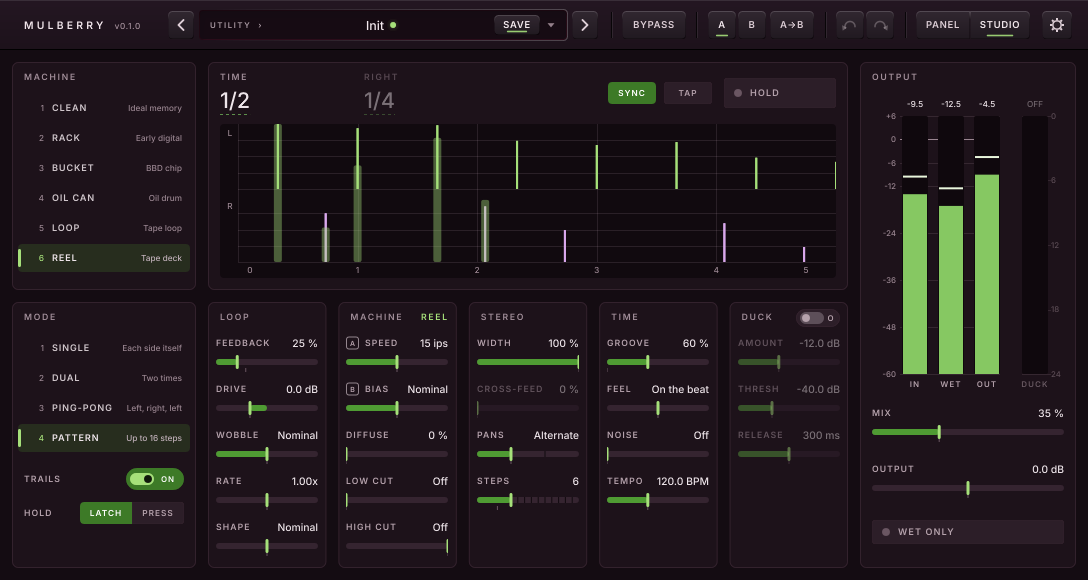 MULBERRY v0.1.0
UTILITY › Init SAVE
BYPASS A B A→B PANEL STUDIO
MACHINE
1 CLEAN Ideal memory
2 RACK Early digital
3 BUCKET BBD chip
4 OIL CAN Oil drum
5 LOOP Tape loop
6 REEL Tape deck
TIME RIGHT
1/2 1/4
SYNC TAP HOLD
L
R
0 1 2 3 4 5
OUTPUT
-9.5 -12.5 -4.5 OFF
+6 0
0
-6 -6
-12
-12
-24
-18
-36
-48
-60 -24
IN WET OUT DUCK
MIX 35 %
OUTPUT 0.0 dB
WET ONLY
MODE
1 SINGLE Each side itself
2 DUAL Two times
3 PING-PONG Left, right, left
4 PATTERN Up to 16 steps
TRAILS ON
HOLD LATCH PRESS
LOOP
FEEDBACK 25 %
DRIVE 0.0 dB
WOBBLE Nominal
RATE 1.00x
SHAPE Nominal
MACHINE REEL
A SPEED 15 ips
B BIAS Nominal
DIFFUSE 0 %
LOW CUT Off
HIGH CUT Off
STEREO
WIDTH 100 %
CROSS-FEED 0 %
PANS Alternate
STEPS 6
TIME
GROOVE 60 %
FEEL On the beat
NOISE Off
TEMPO 120.0 BPM
DUCK O
AMOUNT -12.0 dB
THRESH -40.0 dB
RELEASE 300 ms